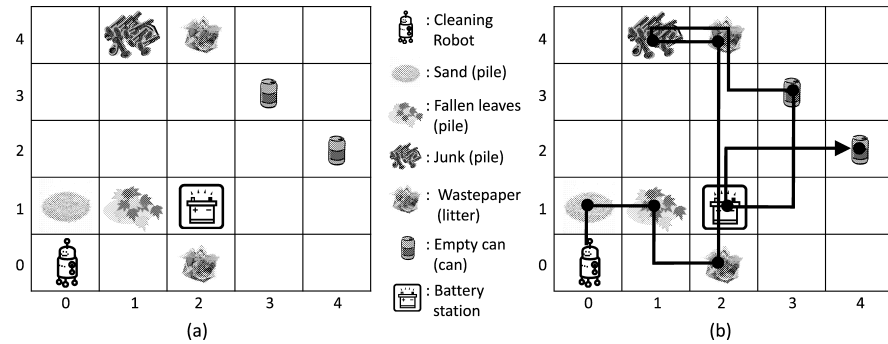 4
3
2
1
0
0 1 2 3 4
(a)
: Cleaning
Robot
: Sand (pile)
: Fallen leaves
(pile)
: Junk (pile)
: Wastepaper
(litter)
: Empty can
(can)
: Battery
station
4
3
2
1
0
0 1 2 3 4
(b)